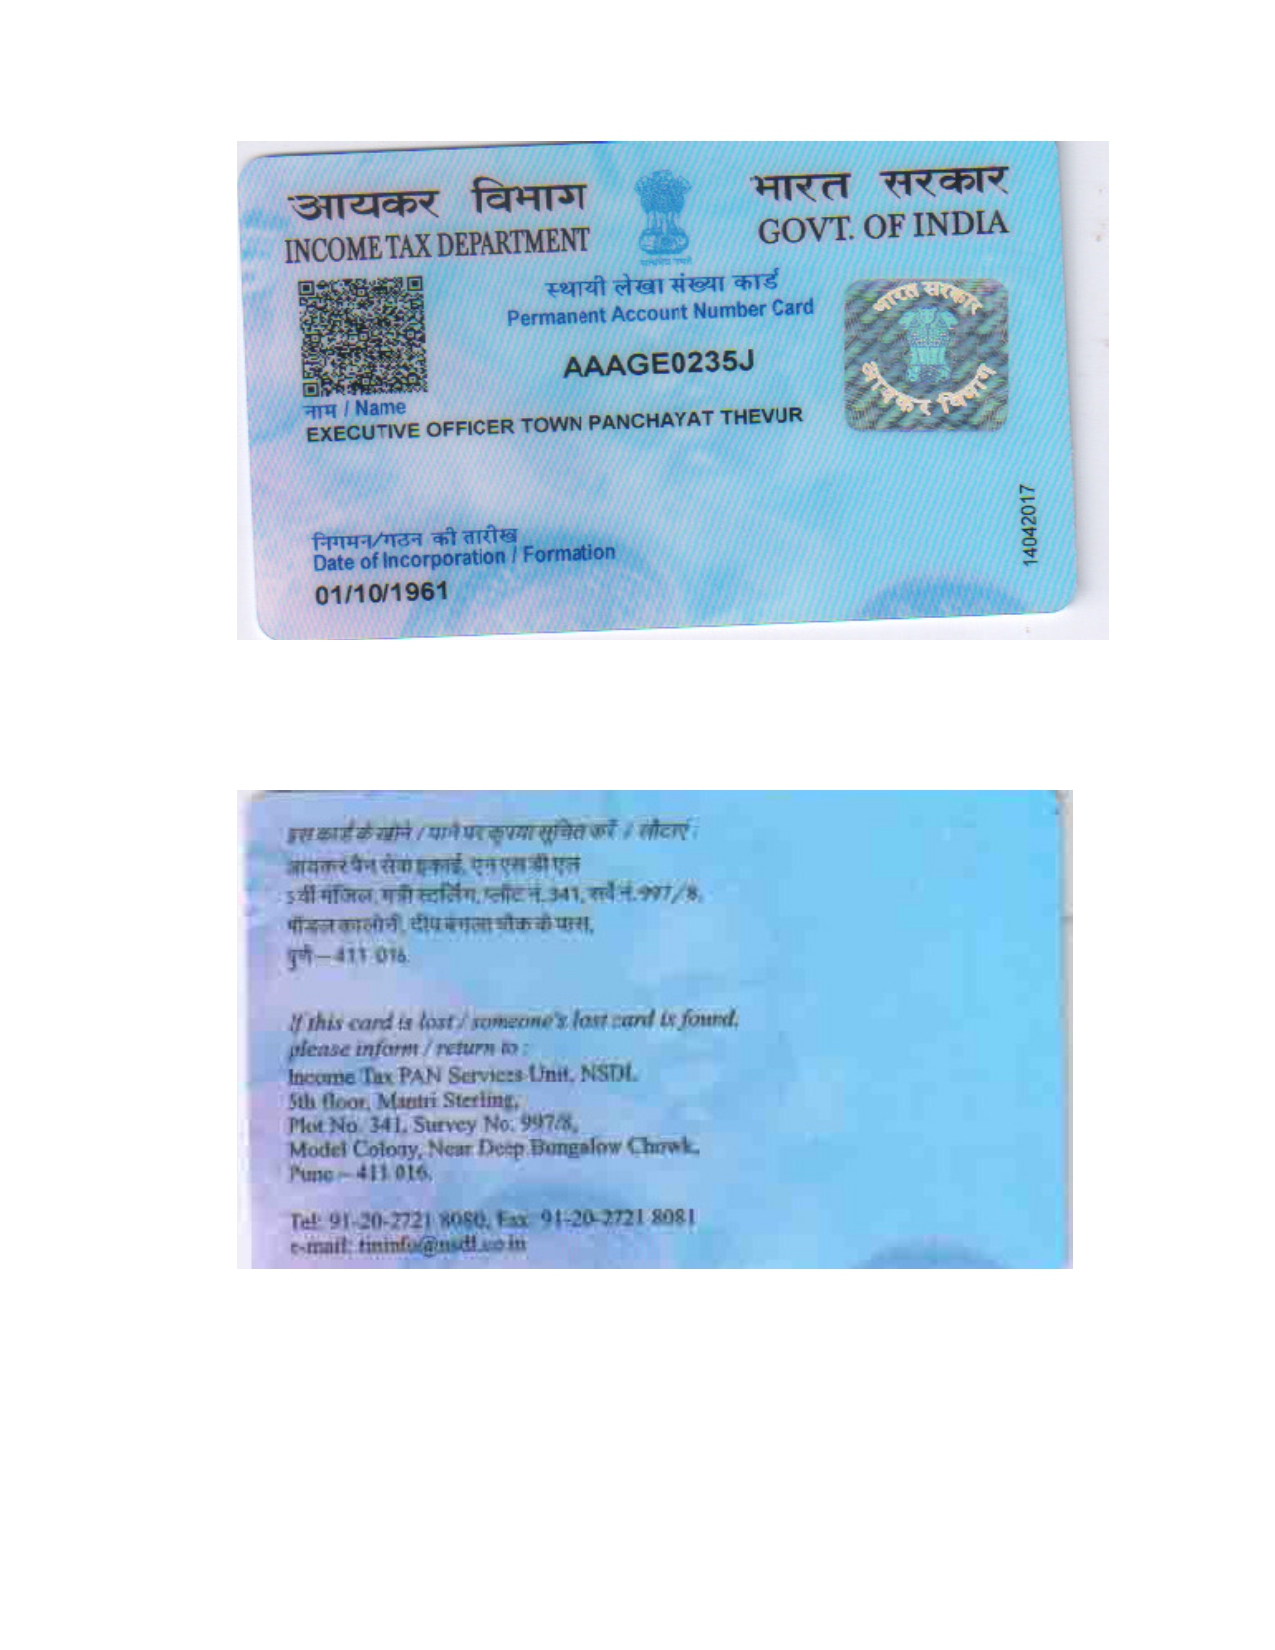 आयकर विभाग
INCOME TAX DEPARTMENT
भारत सरकार
GOVT. OF INDIA
स्थायी लेखा संख्या कार्ड
Permanent Account Number Card
AAAGE0235J
भारत सरकार
आयकर विभाग
नाम / Name
EXECUTIVE OFFICER TOWN PANCHAYAT THEVUR
14042017
निगमन/गठन की तारीख
Date of Incorporation / Formation
01/10/1961
इस कार्ड के खोने / पाने पर कृपया सूचित करें / लौटाएं :
आयकर पैन सेवा इकाई, एन एस डी एल
5वीं मंजिल, मंत्री स्टर्लिंग, प्लॉट नं. 341, सर्वे नं. 997/8,
मॉडल कालोनी, दीप बंगला चौक के पास,
पुणे – 411 016.
If this card is lost / someone's lost card is found,
please inform / return to :
Income Tax PAN Services Unit, NSDL
5th floor, Mantri Sterling,
Plot No. 341, Survey No. 997/8,
Model Colony, Near Deep Bungalow Chowk,
Pune – 411 016.
Tel: 91-20-2721 8080, Fax: 91-20-2721 8081
e-mail: tininfo@nsdl.co.in